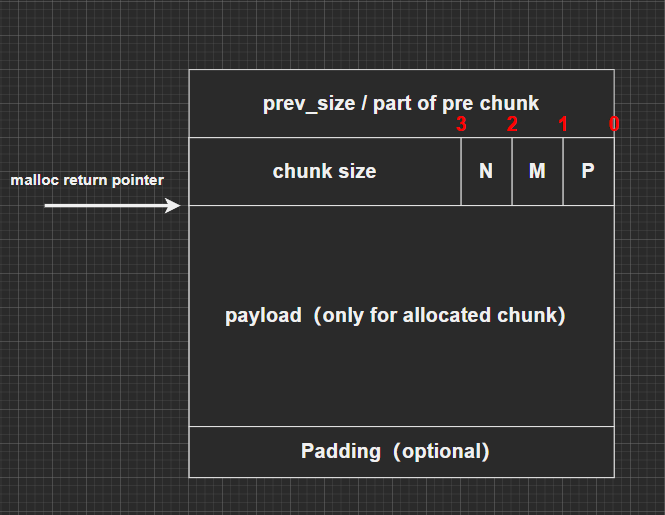 prev_size / part of pre chunk
3 2 1 0
chunk size N M P
malloc return pointer
payload（only for allocated chunk）
Padding（optional）